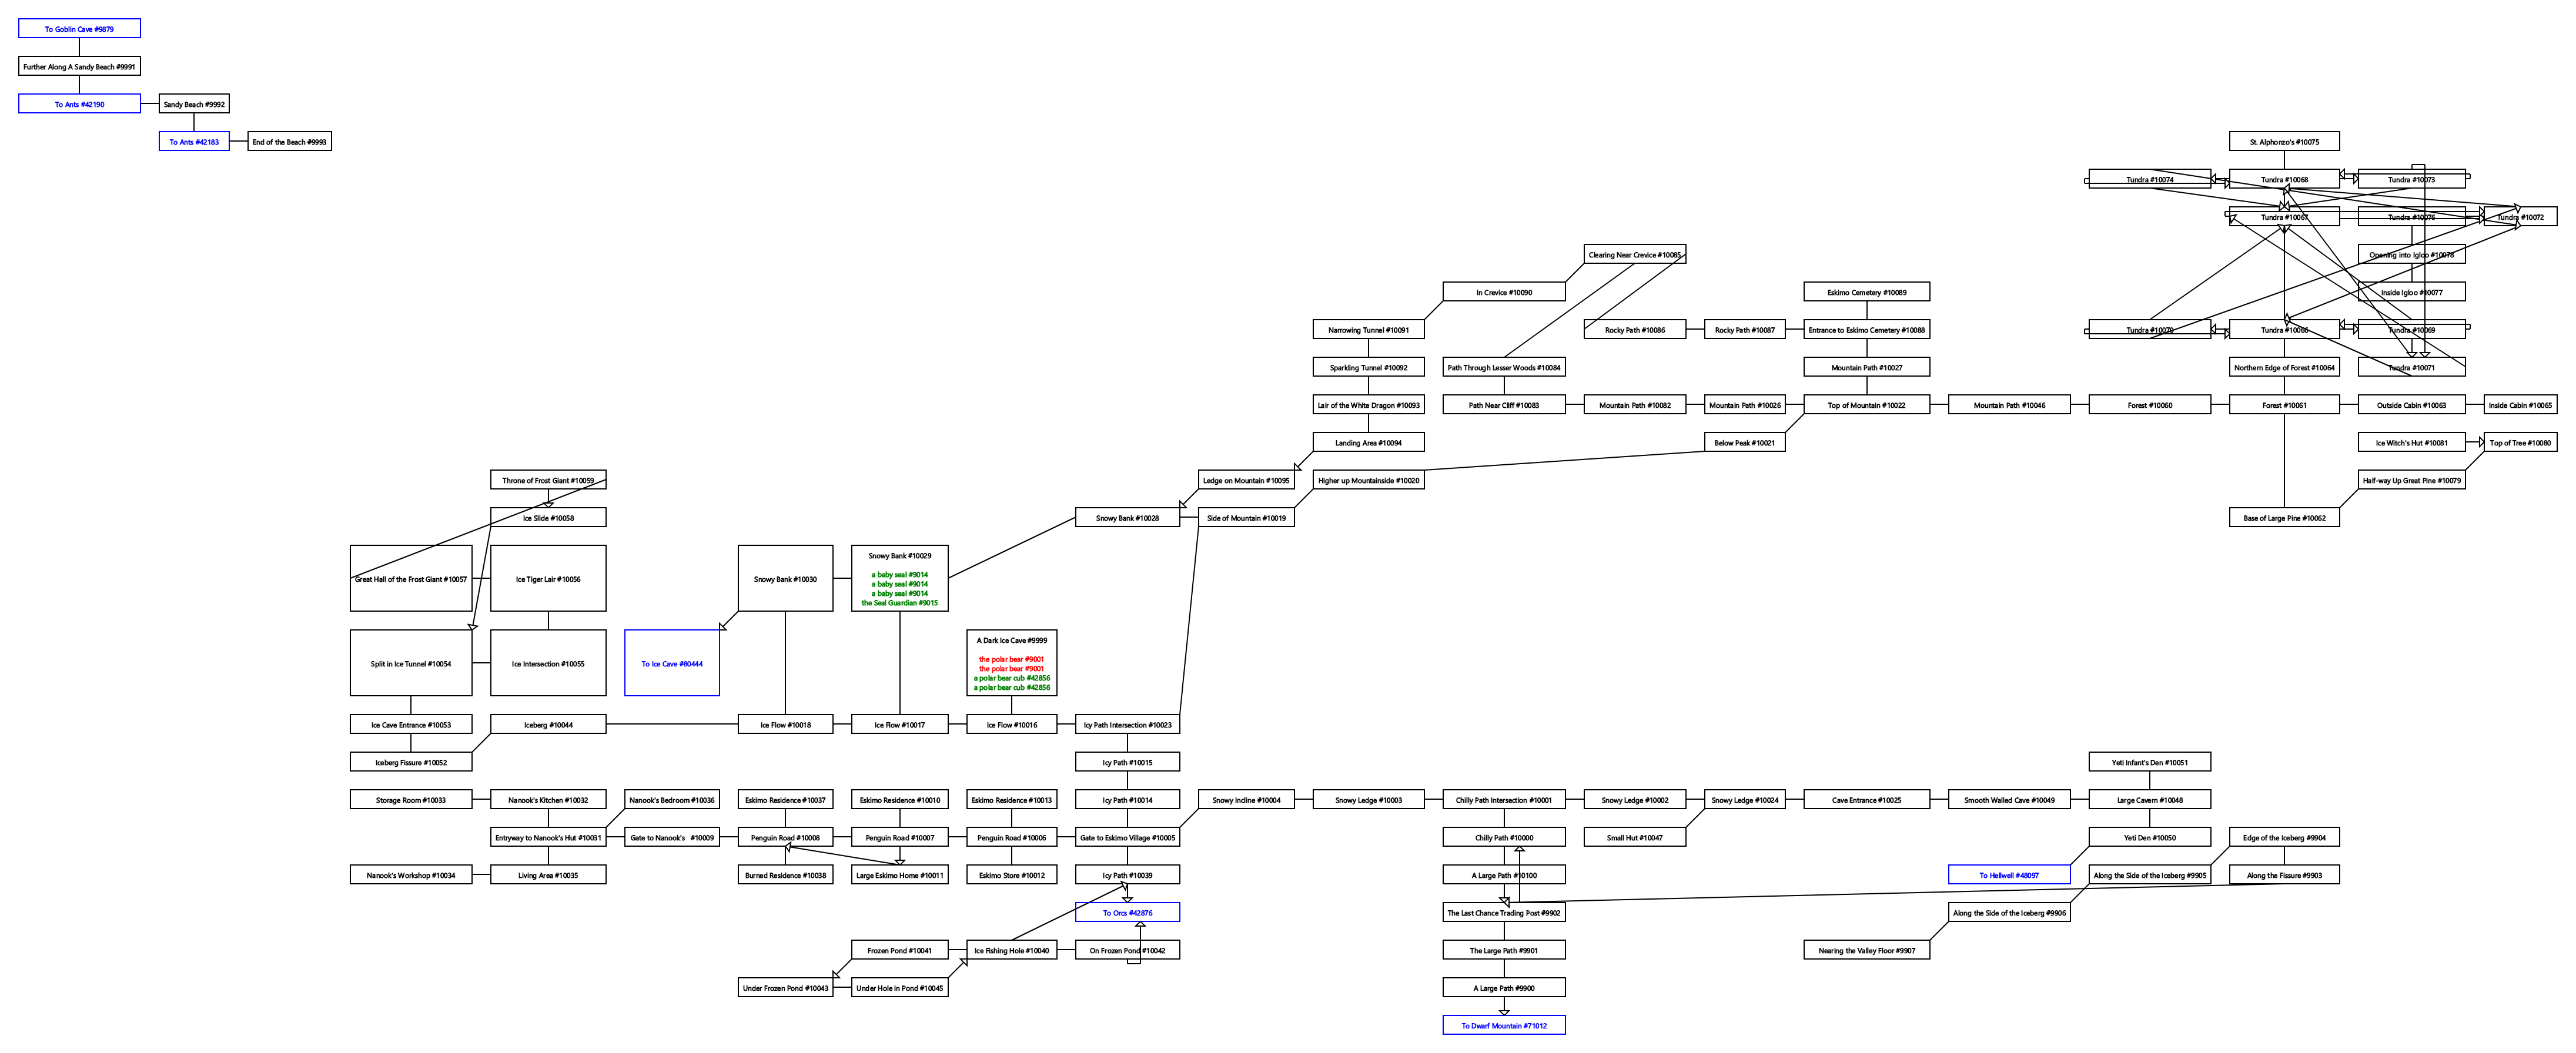 To Goblin Cave #9879
Further Along A Sandy Beach #9991
To Ants #42190
Sandy Beach #9992
To Ants #42183
End of the Beach #9993
St. Alphonzo's #10075
Tundra #10074
Tundra #10068
Tundra #10073
Tundra #10067
Tundra #10076
Tundra #10072
Clearing Near Crevice #10085
Opening into Igloo #10078
In Crevice #10090
Eskimo Cemetery #10089
Inside Igloo #10077
Narrowing Tunnel #10091
Rocky Path #10086
Rocky Path #10087
Entrance to Eskimo Cemetery #10088
Tundra #10070
Tundra #10066
Tundra #10069
Sparkling Tunnel #10092
Path Through Lesser Woods #10084
Mountain Path #10027
Northern Edge of Forest #10064
Tundra #10071
Lair of the White Dragon #10093
Path Near Cliff #10083
Mountain Path #10082
Mountain Path #10026
Top of Mountain #10022
Mountain Path #10046
Forest #10060
Forest #10061
Outside Cabin #10063
Inside Cabin #10065
Landing Area #10094
Below Peak #10021
Ice Witch's Hut #10081
Top of Tree #10080
Throne of Frost Giant #10059
Ledge on Mountain #10095
Higher up Mountainside #10020
Half-way Up Great Pine #10079
Ice Slide #10058
Snowy Bank #10028
Side of Mountain #10019
Base of Large Pine #10062
Great Hall of the Frost Giant #10057
Ice Tiger Lair #10056
Snowy Bank #10030
Snowy Bank #10029
a baby seal #9014
a baby seal #9014
a baby seal #9014
the Seal Guardian #9015
Split in Ice Tunnel #10054
Ice Intersection #10055
To Ice Cave #80444
A Dark Ice Cave #9999
the polar bear #9001
the polar bear #9001
a polar bear cub #42856
a polar bear cub #42856
Ice Cave Entrance #10053
Iceberg #10044
Ice Flow #10018
Ice Flow #10017
Ice Flow #10016
Icy Path Intersection #10023
Iceberg Fissure #10052
Icy Path #10015
Yeti Infant's Den #10051
Storage Room #10033
Nanook's Kitchen #10032
Nanook's Bedroom #10036
Eskimo Residence #10037
Eskimo Residence #10010
Eskimo Residence #10013
Icy Path #10014
Snowy Incline #10004
Snowy Ledge #10003
Chilly Path Intersection #10001
Snowy Ledge #10002
Snowy Ledge #10024
Cave Entrance #10025
Smooth Walled Cave #10049
Large Cavern #10048
Entryway to Nanook's Hut #10031
Gate to Nanook's #10009
Penguin Road #10008
Penguin Road #10007
Penguin Road #10006
Gate to Eskimo Village #10005
Chilly Path #10000
Small Hut #10047
Yeti Den #10050
Edge of the Iceberg #9904
Nanook's Workshop #10034
Living Area #10035
Burned Residence #10038
Large Eskimo Home #10011
Eskimo Store #10012
Icy Path #10039
A Large Path #10100
To Hellwell #48097
Along the Side of the Iceberg #9905
Along the Fissure #9903
To Orcs #42876
The Last Chance Trading Post #9902
Along the Side of the Iceberg #9906
Frozen Pond #10041
Ice Fishing Hole #10040
On Frozen Pond #10042
The Large Path #9901
Nearing the Valley Floor #9907
Under Frozen Pond #10043
Under Hole in Pond #10045
A Large Path #9900
To Dwarf Mountain #71012